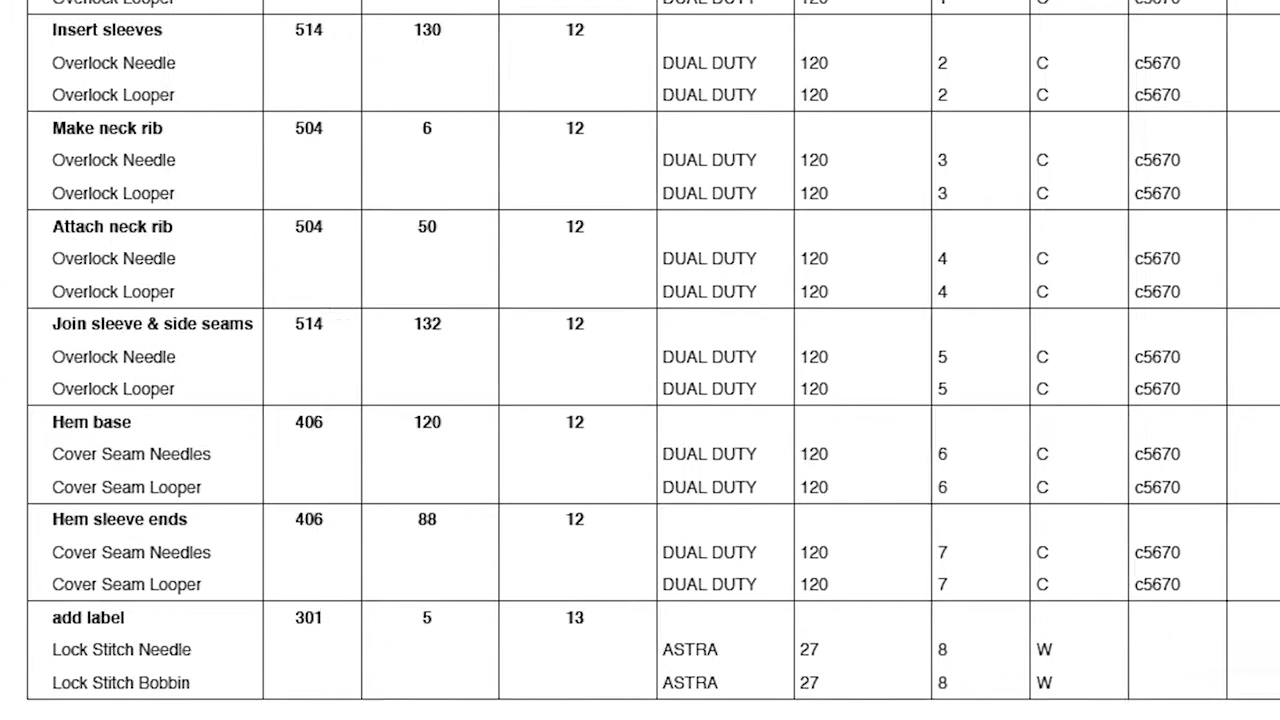 Insert sleeves 514 130 12
Overlock Needle DUAL DUTY 120 2 C c5670
Overlock Looper DUAL DUTY 120 2 C c5670
Make neck rib 504 6 12
Overlock Needle DUAL DUTY 120 3 C c5670
Overlock Looper DUAL DUTY 120 3 C c5670
Attach neck rib 504 50 12
Overlock Needle DUAL DUTY 120 4 C c5670
Overlock Looper DUAL DUTY 120 4 C c5670
Join sleeve & side seams 514 132 12
Overlock Needle DUAL DUTY 120 5 C c5670
Overlock Looper DUAL DUTY 120 5 C c5670
Hem base 406 120 12
Cover Seam Needles DUAL DUTY 120 6 C c5670
Cover Seam Looper DUAL DUTY 120 6 C c5670
Hem sleeve ends 406 88 12
Cover Seam Needles DUAL DUTY 120 7 C c5670
Cover Seam Looper DUAL DUTY 120 7 C c5670
add label 301 5 13
Lock Stitch Needle ASTRA 27 8 W
Lock Stitch Bobbin ASTRA 27 8 W